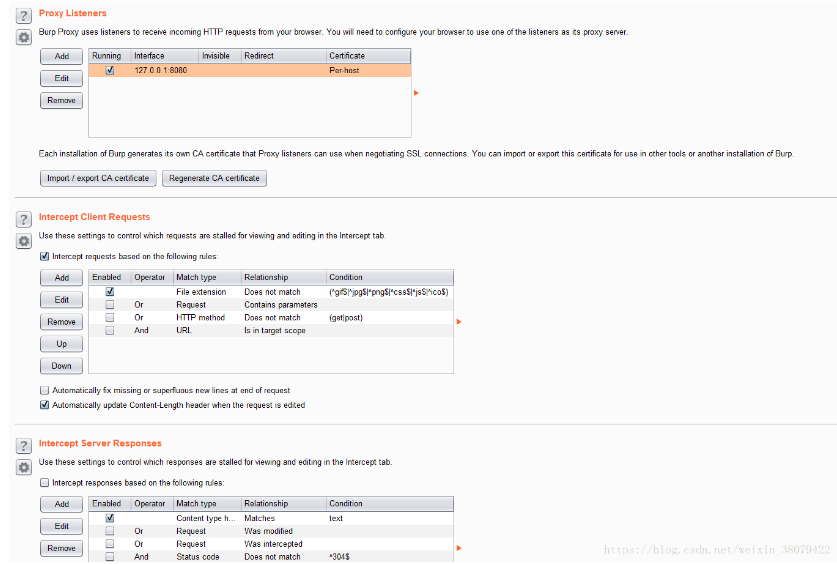 Proxy Listeners
Burp Proxy uses listeners to receive incoming HTTP requests from your browser. You will need to configure your browser to use one of the listeners as its proxy server.
Add Running Interface Invisible Redirect Certificate
127.0.0.1:8080 Per-host
Edit
Remove
Each installation of Burp generates its own CA certificate that Proxy listeners can use when negotiating SSL connections. You can import or export this certificate for use in other tools or another installation of Burp.
Import / export CA certificate Regenerate CA certificate
Intercept Client Requests
Use these settings to control which requests are stalled for viewing and editing in the Intercept tab.
Intercept requests based on the following rules:
Add Enabled Operator Match type Relationship Condition
File extension Does not match (^gif$|^jpg$|^png$|^css$|^js$|^ico$)
Edit Or Request Contains parameters
Remove Or HTTP method Does not match (get|post)
And URL Is in target scope
Up
Down
Automatically fix missing or superfluous new lines at end of request
Automatically update Content-Length header when the request is edited
Intercept Server Responses
Use these settings to control which responses are stalled for viewing and editing in the Intercept tab.
Intercept responses based on the following rules:
Add Enabled Operator Match type Relationship Condition
Content type h... Matches text
Edit Or Request Was modified
Remove Or Request Was intercepted
And Status code Does not match ^304$
https://blog.csdn.net/weixin_38079422